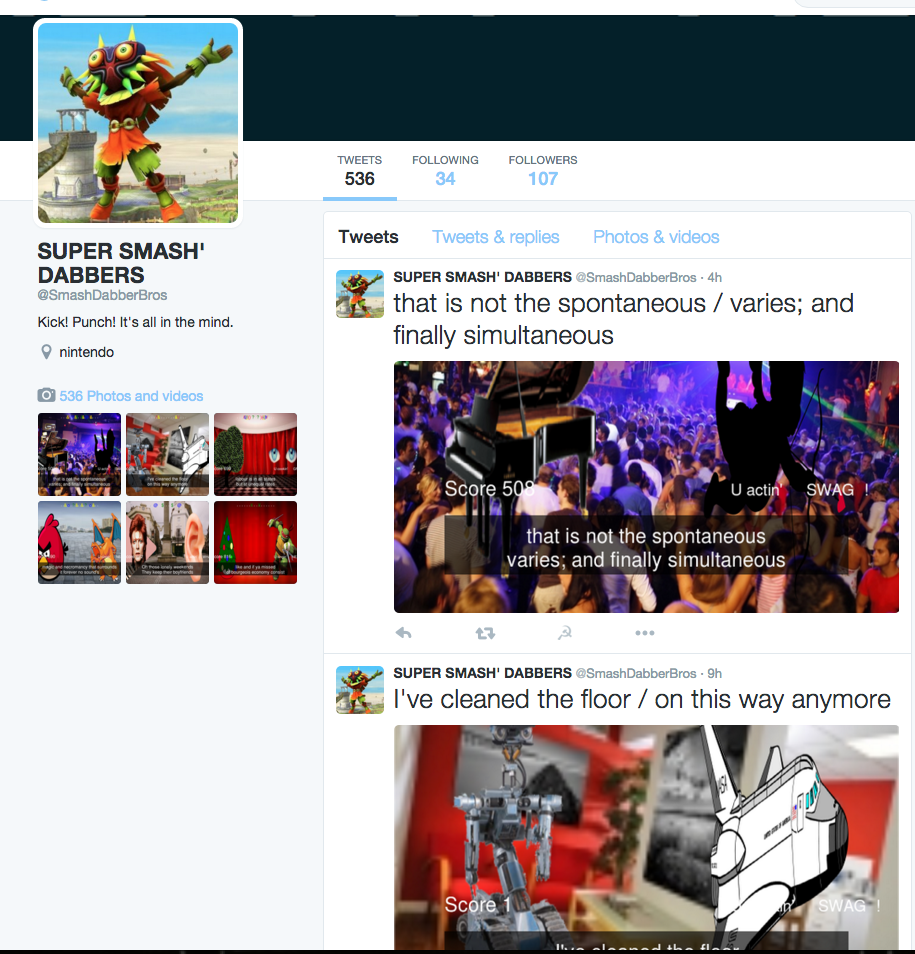 TWEETS FOLLOWING FOLLOWERS
536 34 107
SUPER SMASH'
DABBERS
@SmashDabberBros
Kick! Punch! It's all in the mind.
nintendo
536 Photos and videos
Tweets Tweets & replies Photos & videos
SUPER SMASH' DABBERS @SmashDabberBros · 4h
that is not the spontaneous / varies; and
finally simultaneous
Score 508 U actin' SWAG !
that is not the spontaneous
varies; and finally simultaneous
SUPER SMASH' DABBERS @SmashDabberBros · 9h
I've cleaned the floor / on this way anymore
Score 1 SWAG !
I've cleaned the floor